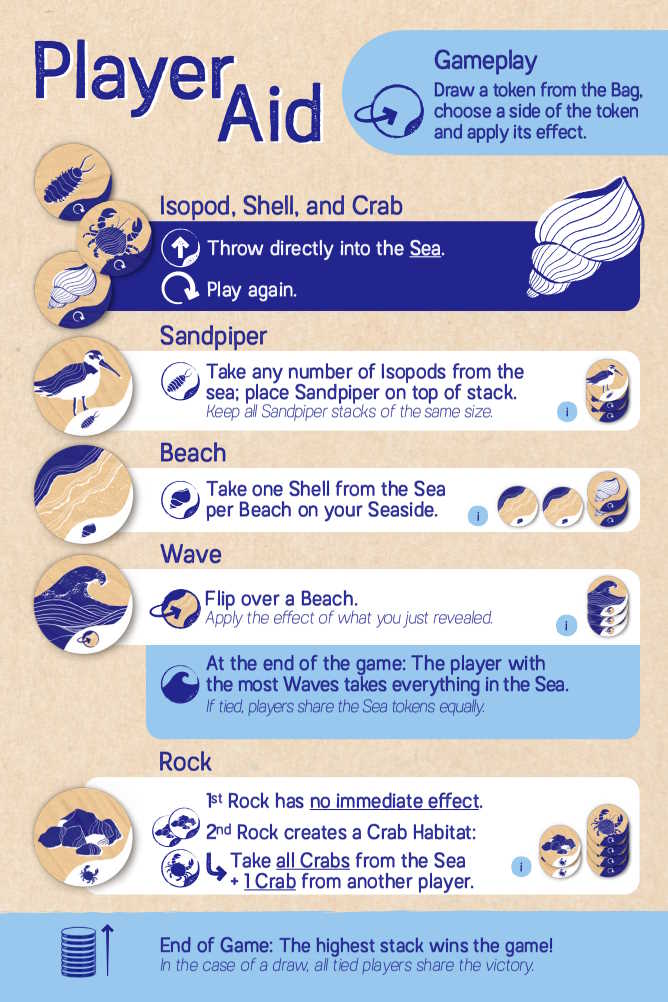 Player
Aid
Gameplay
Draw a token from the Bag,
choose a side of the token
and apply its effect.
Isopod, Shell, and Crab
Throw directly into the Sea.
Play again.
Sandpiper
Take any number of Isopods from the
sea; place Sandpiper on top of stack.
Keep all Sandpiper stacks of the same size.
i
Beach
Take one Shell from the Sea
per Beach on your Seaside.
i
Wave
Flip over a Beach.
Apply the effect of what you just revealed.
i
At the end of the game: The player with
the most Waves takes everything in the Sea.
If tied, players share the Sea tokens equally.
Rock
1st Rock has no immediate effect.
2nd Rock creates a Crab Habitat:
Take all Crabs from the Sea
+ 1 Crab from another player.
i
End of Game: The highest stack wins the game!
In the case of a draw, all tied players share the victory.